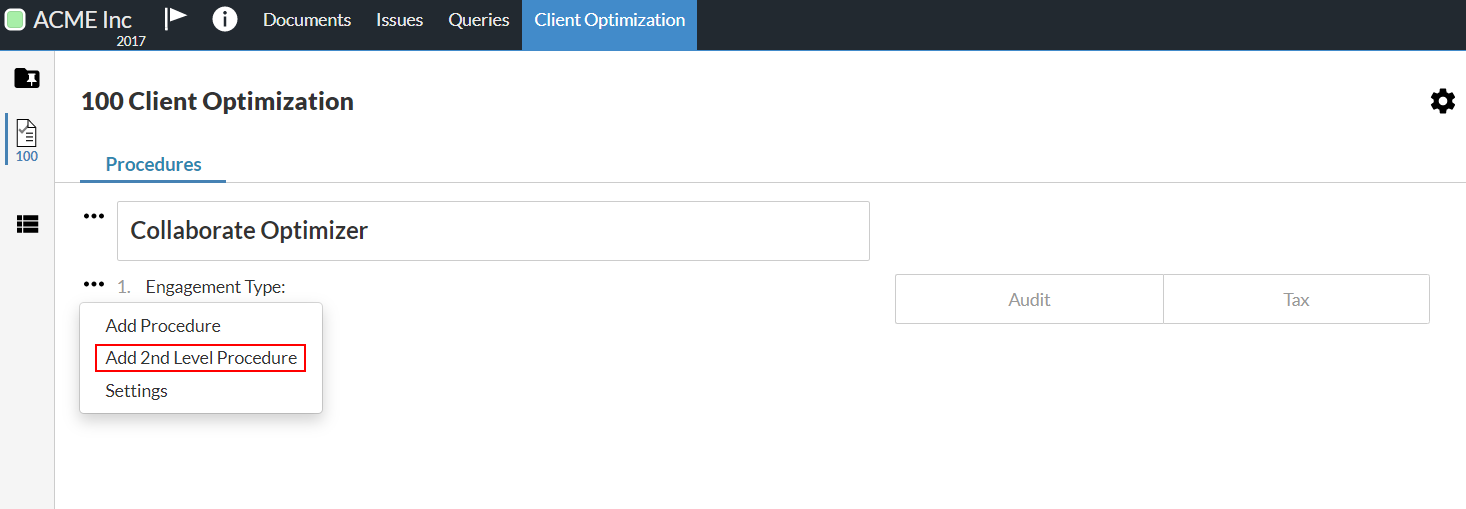 ACME Inc
2017
Documents
Issues
Queries
Client Optimization
100 Client Optimization
100
Procedures
Collaborate Optimizer
1. Engagement Type:
Audit
Tax
Add Procedure
Add 2nd Level Procedure
Settings